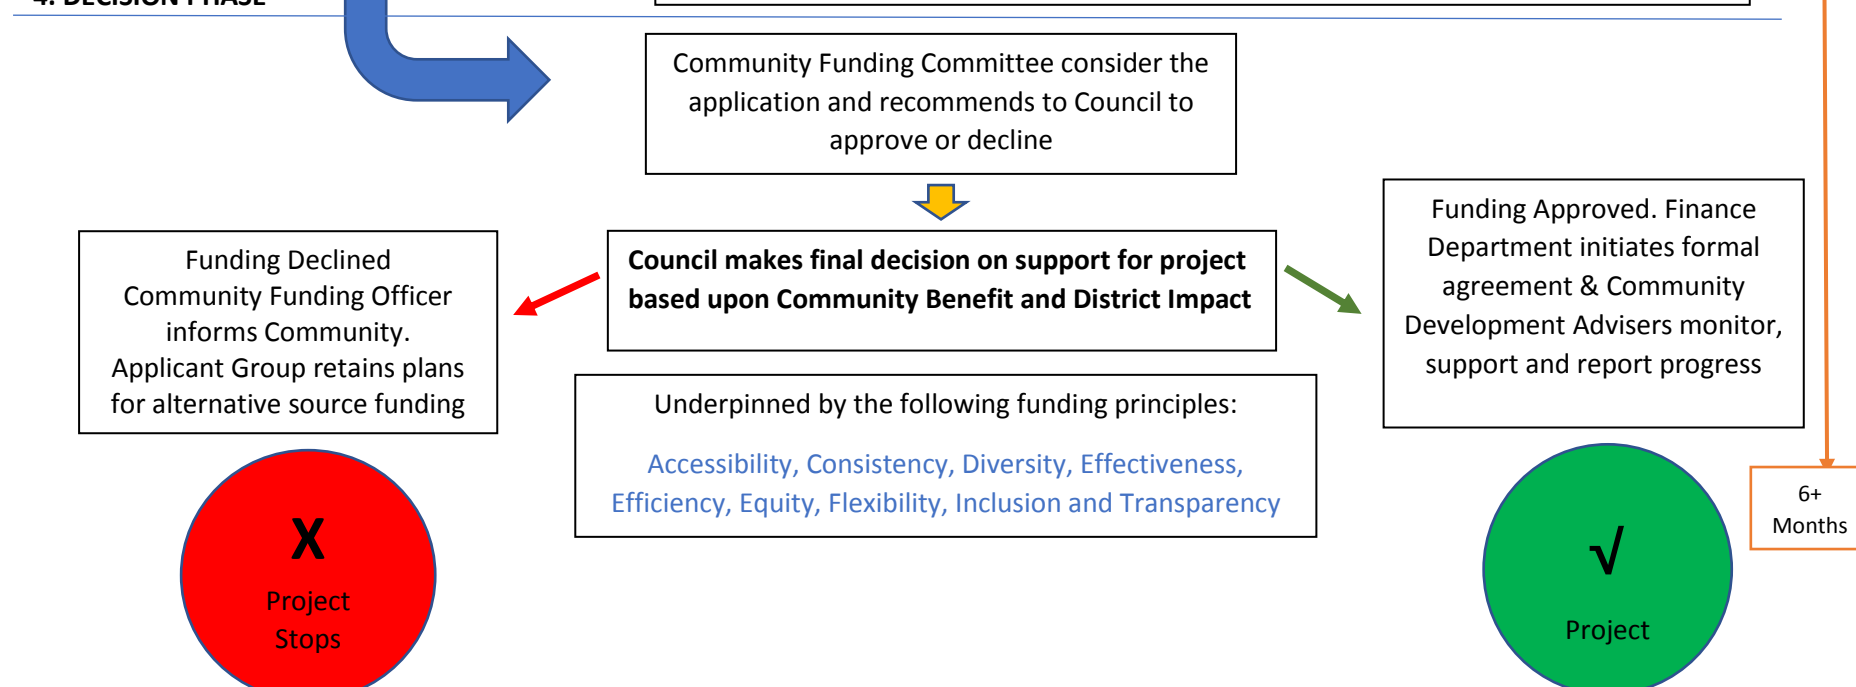 4. DECISION PHASE
Community Funding Committee consider the
application and recommends to Council to
approve or decline
Funding Declined
Community Funding Officer
informs Community.
Applicant Group retains plans
for alternative source funding
Council makes final decision on support for project
based upon Community Benefit and District Impact
Funding Approved. Finance
Department initiates formal
agreement & Community
Development Advisers monitor,
support and report progress
Underpinned by the following funding principles:
Accessibility, Consistency, Diversity, Effectiveness,
Efficiency, Equity, Flexibility, Inclusion and Transparency
X
Project
Stops
√
Project
6+
Months